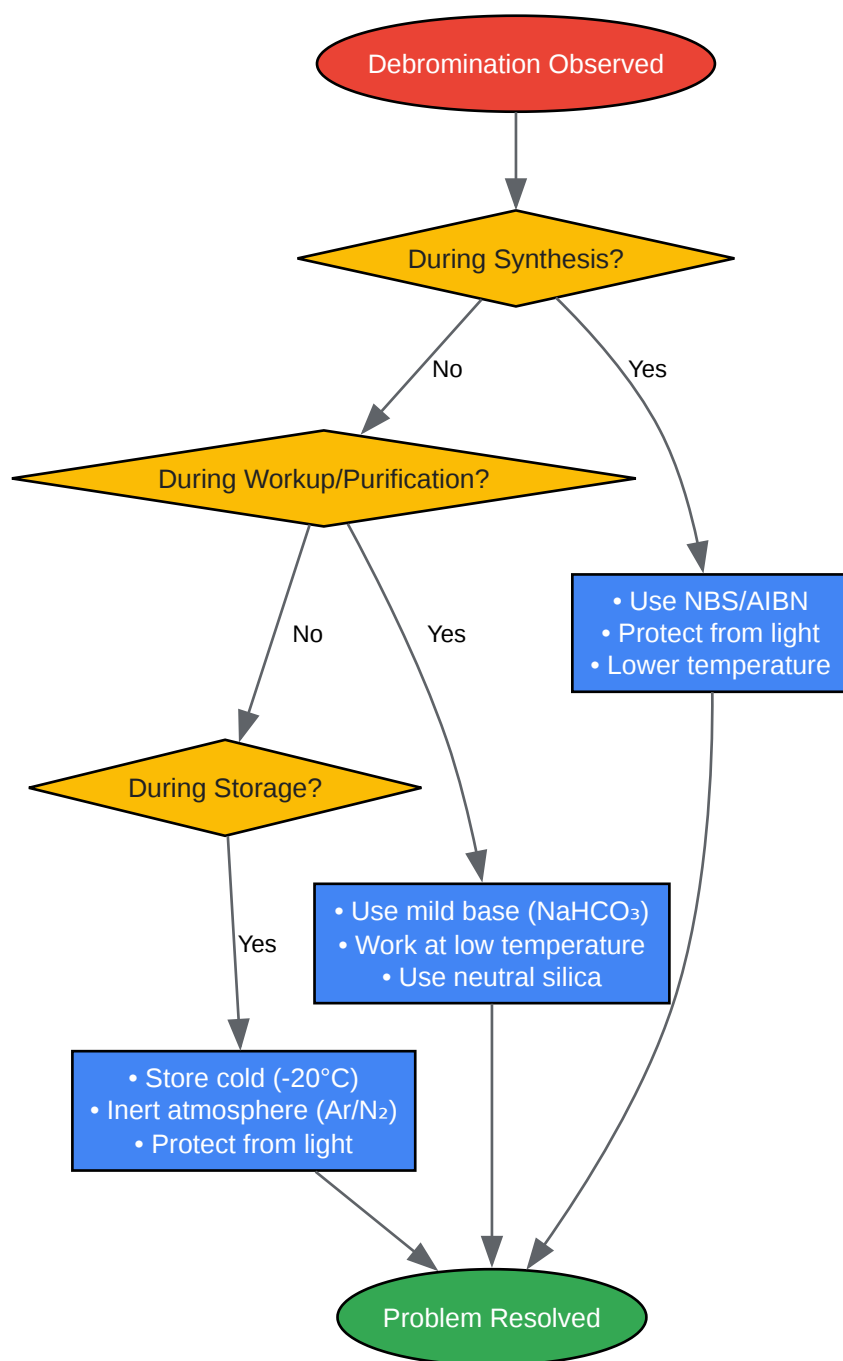 Debromination Observed
During Synthesis?
No
Yes
During Workup/Purification?
• Use NBS/AIBN
• Protect from light
• Lower temperature
No
Yes
During Storage?
• Use mild base (NaHCO₃)
• Work at low temperature
• Use neutral silica
Yes
• Store cold (-20°C)
• Inert atmosphere (Ar/N₂)
• Protect from light
Problem Resolved